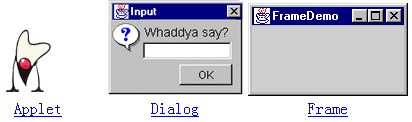 Input
Whaddya say?
OK
FrameDemo
Applet
Dialog
Frame